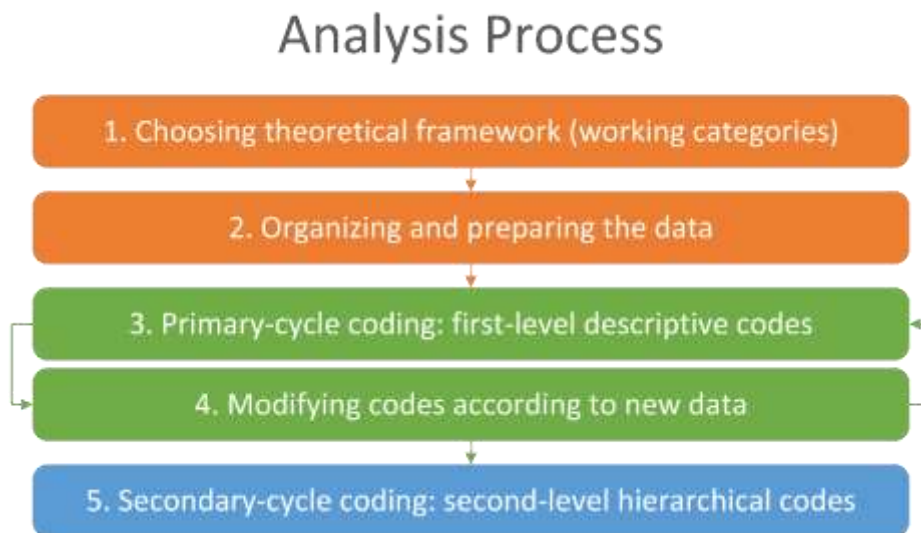 Analysis Process
1. Choosing theoretical framework (working categories)
2. Organizing and preparing the data
3. Primary-cycle coding: first-level descriptive codes
4. Modifying codes according to new data
5. Secondary-cycle coding: second-level hierarchical codes